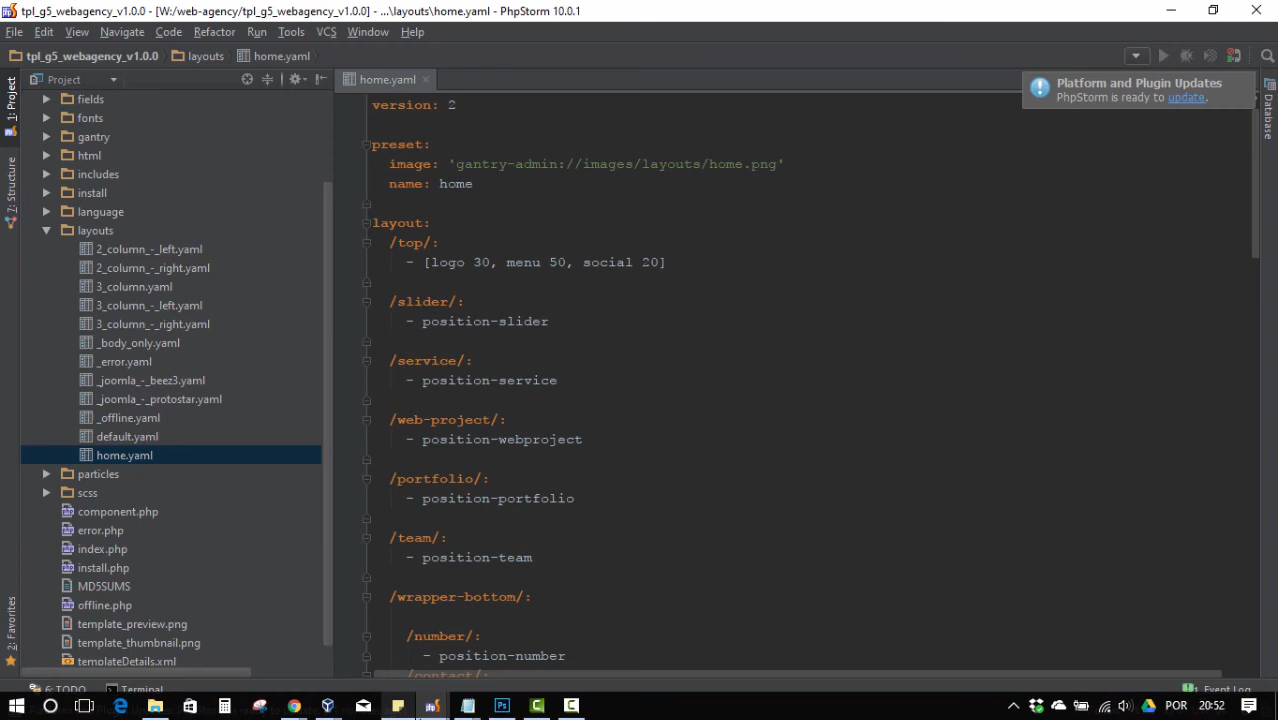 tpl_g5_webagency_v1.0.0 - [W:/web-agency/tpl_g5_webagency_v1.0.0] - ...\layouts\home.yaml - PhpStorm 10.0.1
File Edit View Navigate Code Refactor Run Tools VCS Window Help
tpl_g5_webagency_v1.0.0 layouts home.yaml
1: Project
7: Structure
2: Favorites
Project
fields
fonts
gantry
html
includes
install
language
layouts
2_column_-_left.yaml
2_column_-_right.yaml
3_column.yaml
3_column_-_left.yaml
3_column_-_right.yaml
_body_only.yaml
_error.yaml
_joomla_-_beez3.yaml
_joomla_-_protostar.yaml
_offline.yaml
default.yaml
home.yaml
particles
scss
component.php
error.php
index.php
install.php
MD5SUMS
offline.php
template_preview.png
template_thumbnail.png
templateDetails.xml
home.yaml
version: 2
preset:
image: 'gantry-admin://images/layouts/home.png'
name: home
layout:
/top/:
- [logo 30, menu 50, social 20]
/slider/:
- position-slider
/service/:
- position-service
/web-project/:
- position-webproject
/portfolio/:
- position-portfolio
/team/:
- position-team
/wrapper-bottom/:
/number/:
- position-number
/contact/:
Platform and Plugin Updates
PhpStorm is ready to update.
Database
6: TODO Terminal
1 Event Log
POR 20:52